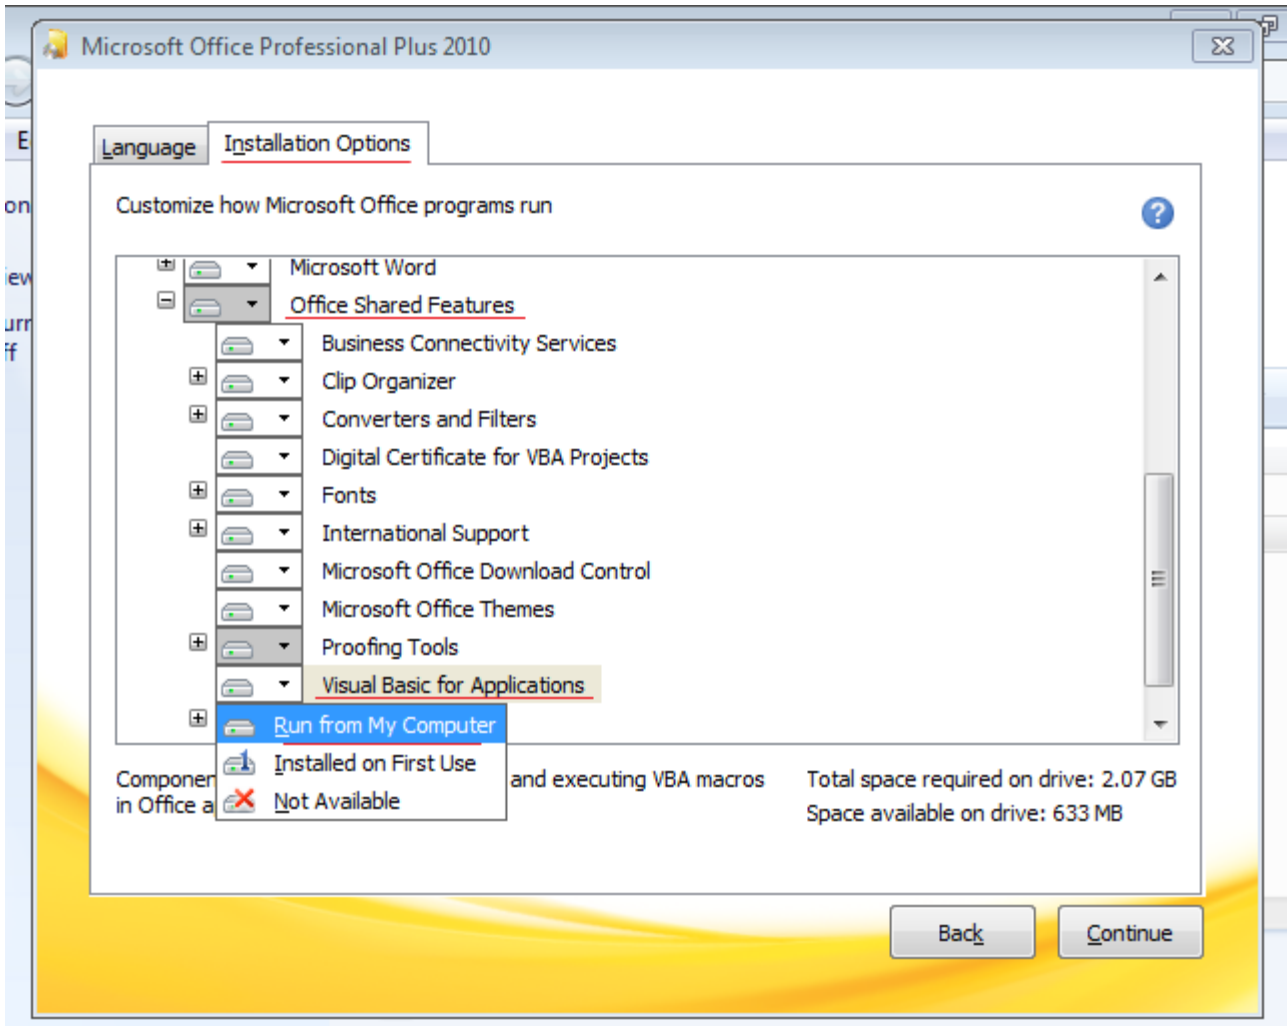 Microsoft Office Professional Plus 2010
Language
Installation Options
Customize how Microsoft Office programs run
Microsoft Word
Office Shared Features
Business Connectivity Services
Clip Organizer
Converters and Filters
Digital Certificate for VBA Projects
Fonts
International Support
Microsoft Office Download Control
Microsoft Office Themes
Proofing Tools
Visual Basic for Applications
Run from My Computer
Installed on First Use
Not Available
and executing VBA macros
in Office
Total space required on drive: 2.07 GB
Space available on drive: 633 MB
Back
Continue